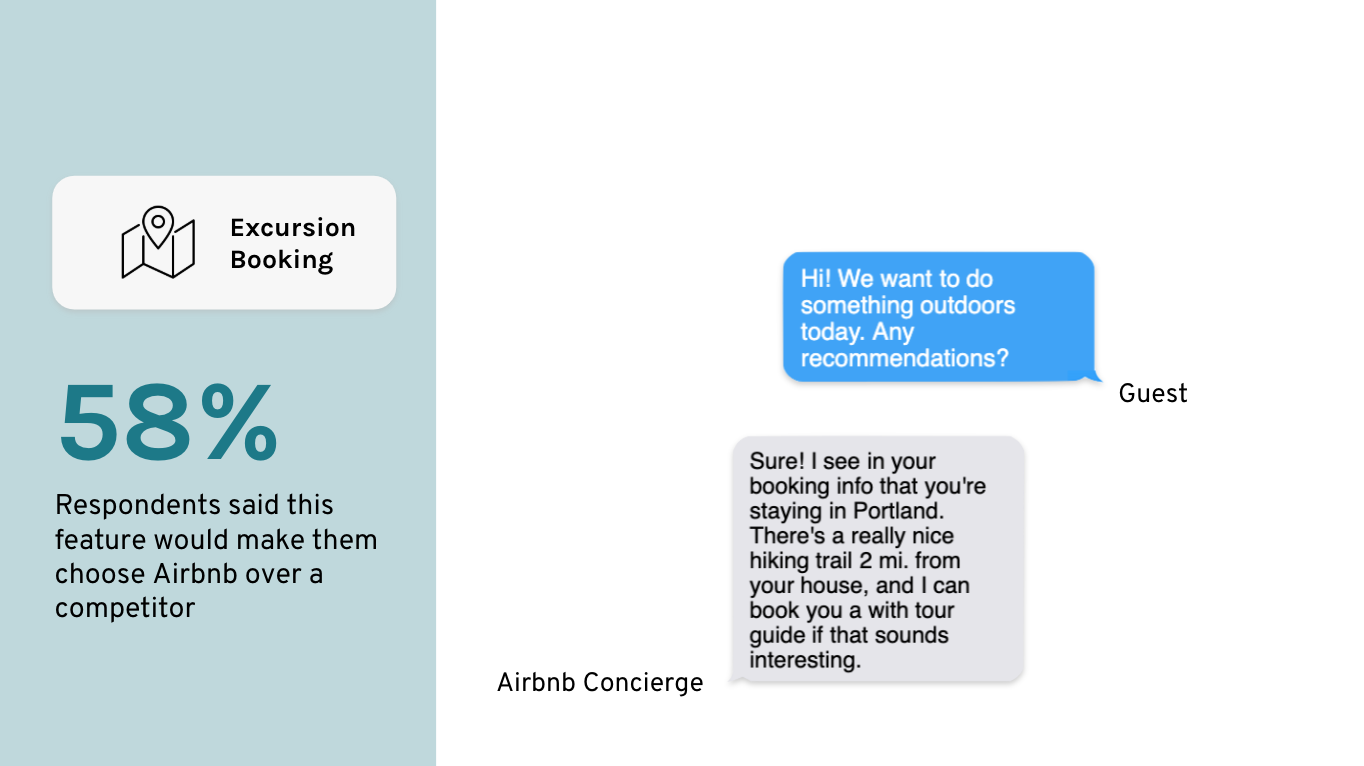 Excursion
Booking
58%
Respondents said this
feature would make them
choose Airbnb over a
competitor
Hi! We want to do
something outdoors
today. Any
recommendations?
Guest
Sure! I see in your
booking info that you're
staying in Portland.
There's a really nice
hiking trail 2 mi. from
your house, and I can
book you a with tour
guide if that sounds
interesting.
Airbnb Concierge